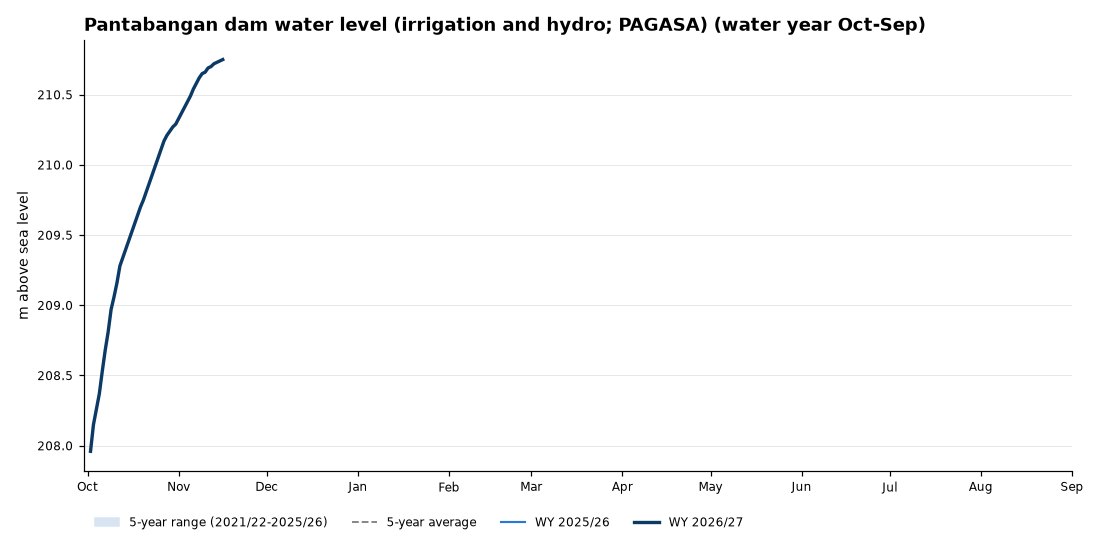 Pantabangan dam water level (irrigation and hydro; PAGASA) (water year Oct-Sep)
m above sea level
210.5
210.0
209.5
209.0
208.5
208.0
Oct Nov Dec Jan Feb Mar Apr May Jun Jul Aug Sep
5-year range (2021/22-2025/26) 5-year average WY 2025/26 WY 2026/27